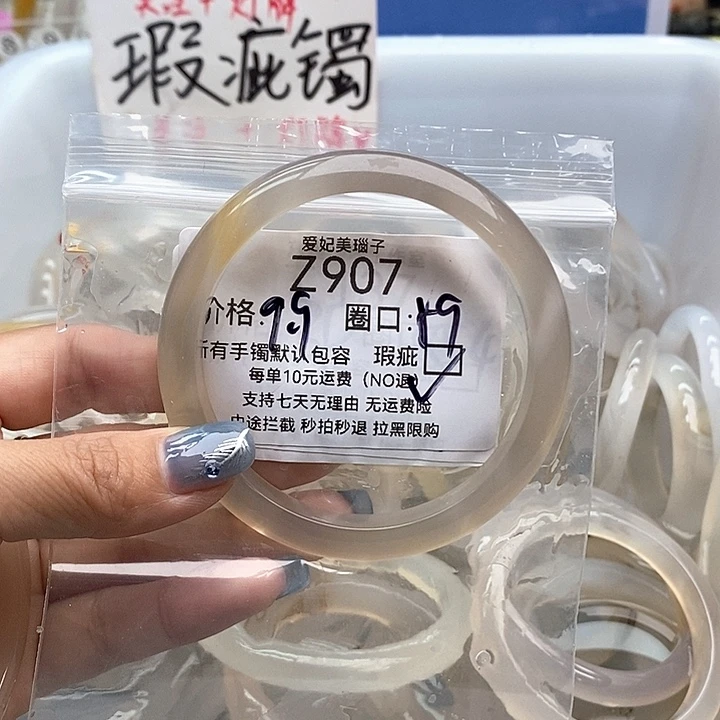 瑕疵镯
爱妃美瑙子
Z907
价格:99 圈口:59
所有手镯默认包容 瑕疵
每单10元运费（NO退）
支持七天无理由 无运费险
中途拦截 秒拍秒退 拉黑限购